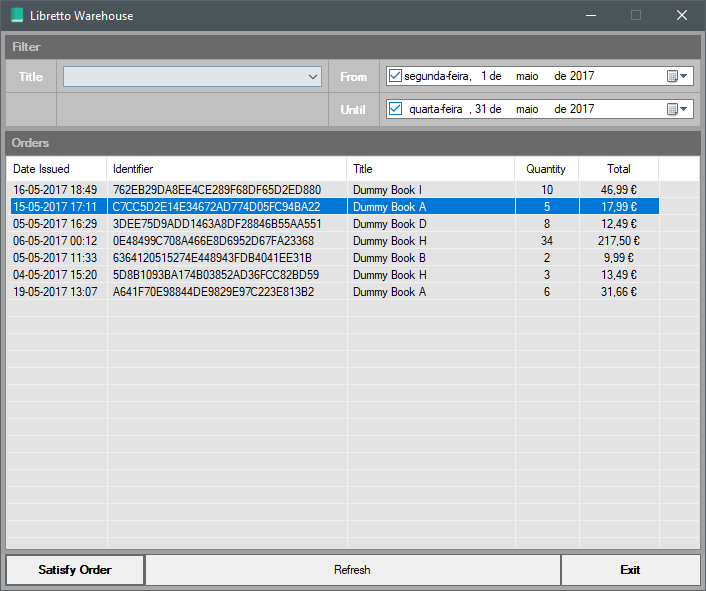 Libretto Warehouse
Filter
Title From segunda-feira, 1 de maio de 2017
Until quarta-feira , 31 de maio de 2017
Orders
Date Issued Identifier Title Quantity Total
16-05-2017 18:49 762EB29DA8EE4CE289F68DF65D2ED880 Dummy Book I 10 46,99 €
15-05-2017 17:11 C7CC5D2E14E34672AD774D05FC94BA22 Dummy Book A 5 17,99 €
05-05-2017 16:29 3DEE75D9ADD1463A8DF28846B55AA551 Dummy Book D 8 12,49 €
06-05-2017 00:12 0E48499C708A466E8D6952D67FA23368 Dummy Book H 34 217,50 €
05-05-2017 11:33 6364120515274E448943FDB4041EE31B Dummy Book B 2 9,99 €
04-05-2017 15:20 5D8B1093BA174B03852AD36FCC82BD59 Dummy Book H 3 13,49 €
19-05-2017 13:07 A641F70E98844DE9829E97C223E813B2 Dummy Book A 6 31,66 €
Satisfy Order Refresh Exit